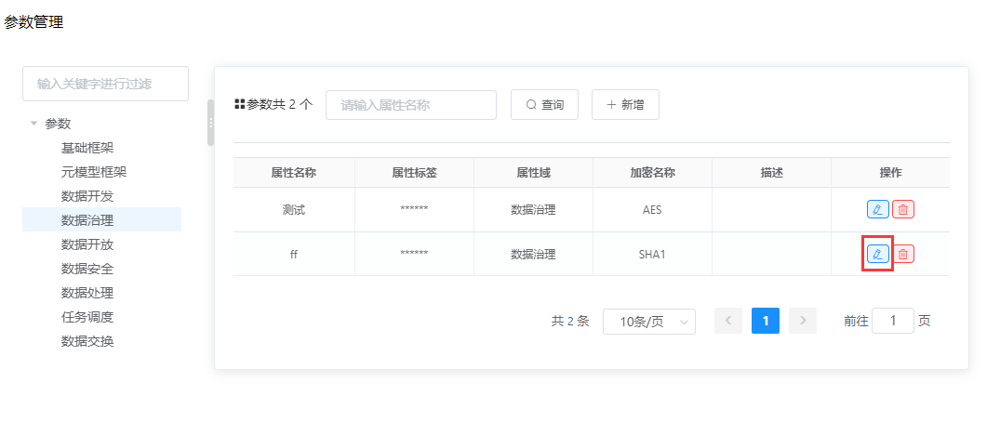 参数管理
输入关键字进行过滤
参数
基础框架
元模型框架
数据开发
数据治理
数据开放
数据安全
数据处理
任务调度
数据交换
参数共 2 个 请输入属性名称 查询 新增
属性名称 属性标签 属性域 加密名称 描述 操作
测试 ****** 数据治理 AES
ff ****** 数据治理 SHA1
共 2 条 10条/页 1 前往 1 页